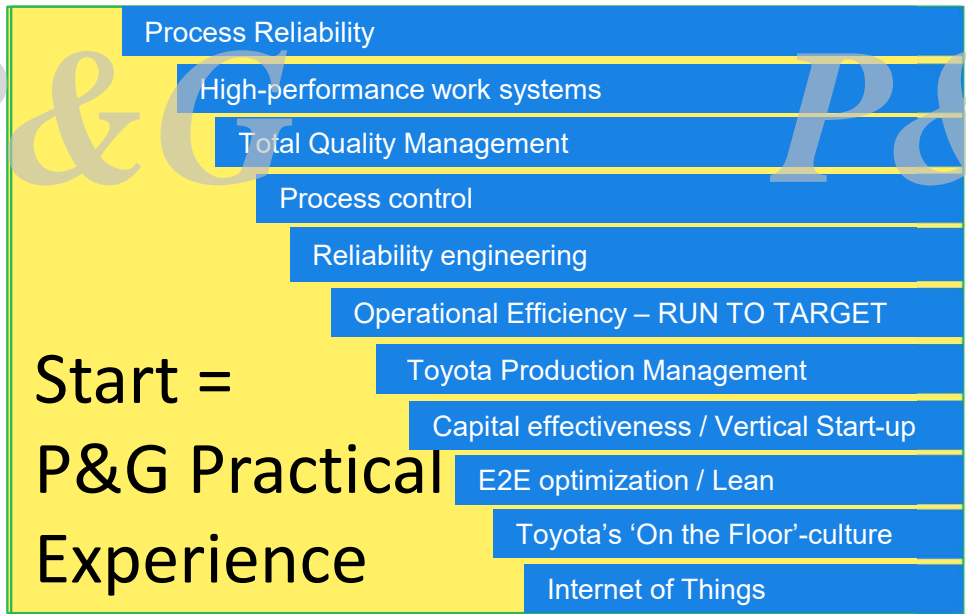 Process Reliability
P&G
P&
High-performance work systems
Total Quality Management
Process control
Reliability engineering
Operational Efficiency – RUN TO TARGET
Toyota Production Management
Capital effectiveness / Vertical Start-up
E2E optimization / Lean
Toyota's 'On the Floor'-culture
Internet of Things
Start =
P&G Practical
Experience